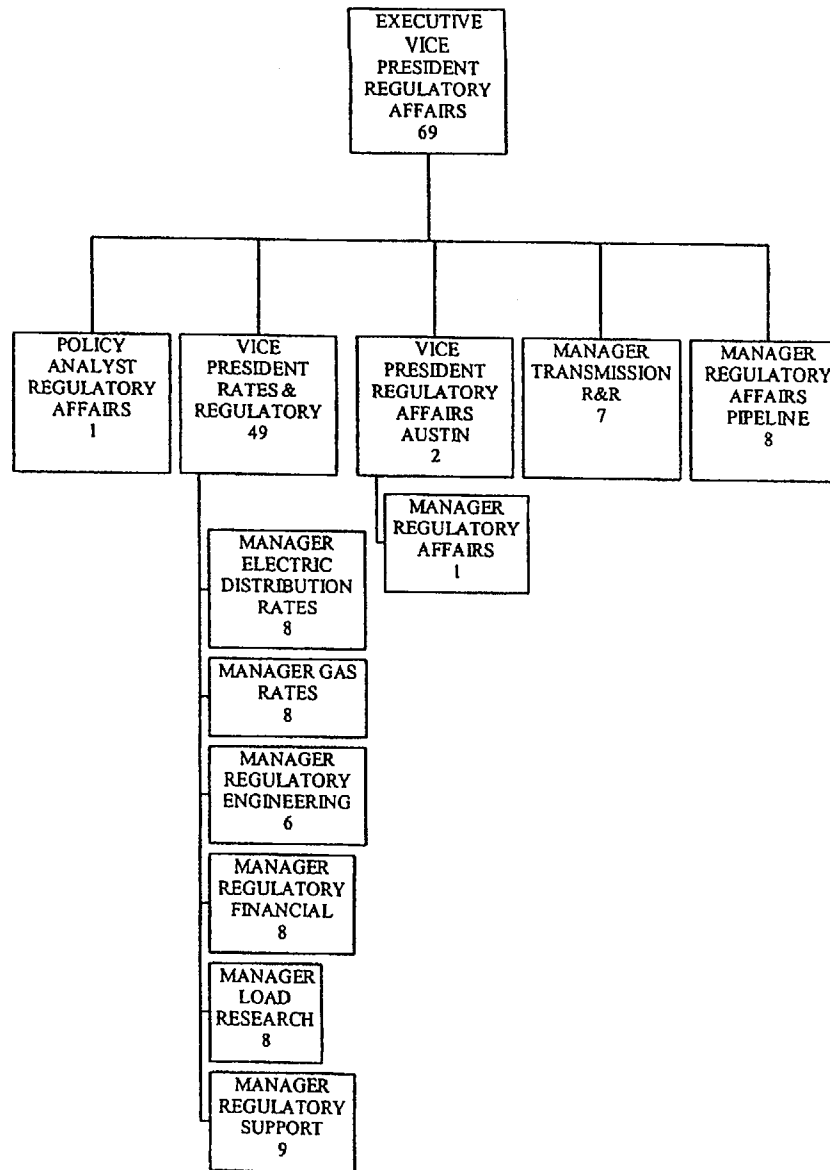 EXECUTIVE
VICE
PRESIDENT
REGULATORY
AFFAIRS
69
POLICY
ANALYST
REGULATORY
AFFAIRS
1
VICE
PRESIDENT
RATES &
REGULATORY
49
VICE
PRESIDENT
REGULATORY
AFFAIRS
AUSTIN
2
MANAGER
TRANSMISSION
R&R
7
MANAGER
REGULATORY
AFFAIRS
PIPELINE
8
MANAGER
ELECTRIC
DISTRIBUTION
RATES
8
MANAGER GAS
RATES
8
MANAGER
REGULATORY
ENGINEERING
6
MANAGER
REGULATORY
FINANCIAL
8
MANAGER
LOAD
RESEARCH
8
MANAGER
REGULATORY
SUPPORT
9
MANAGER
REGULATORY
AFFAIRS
1